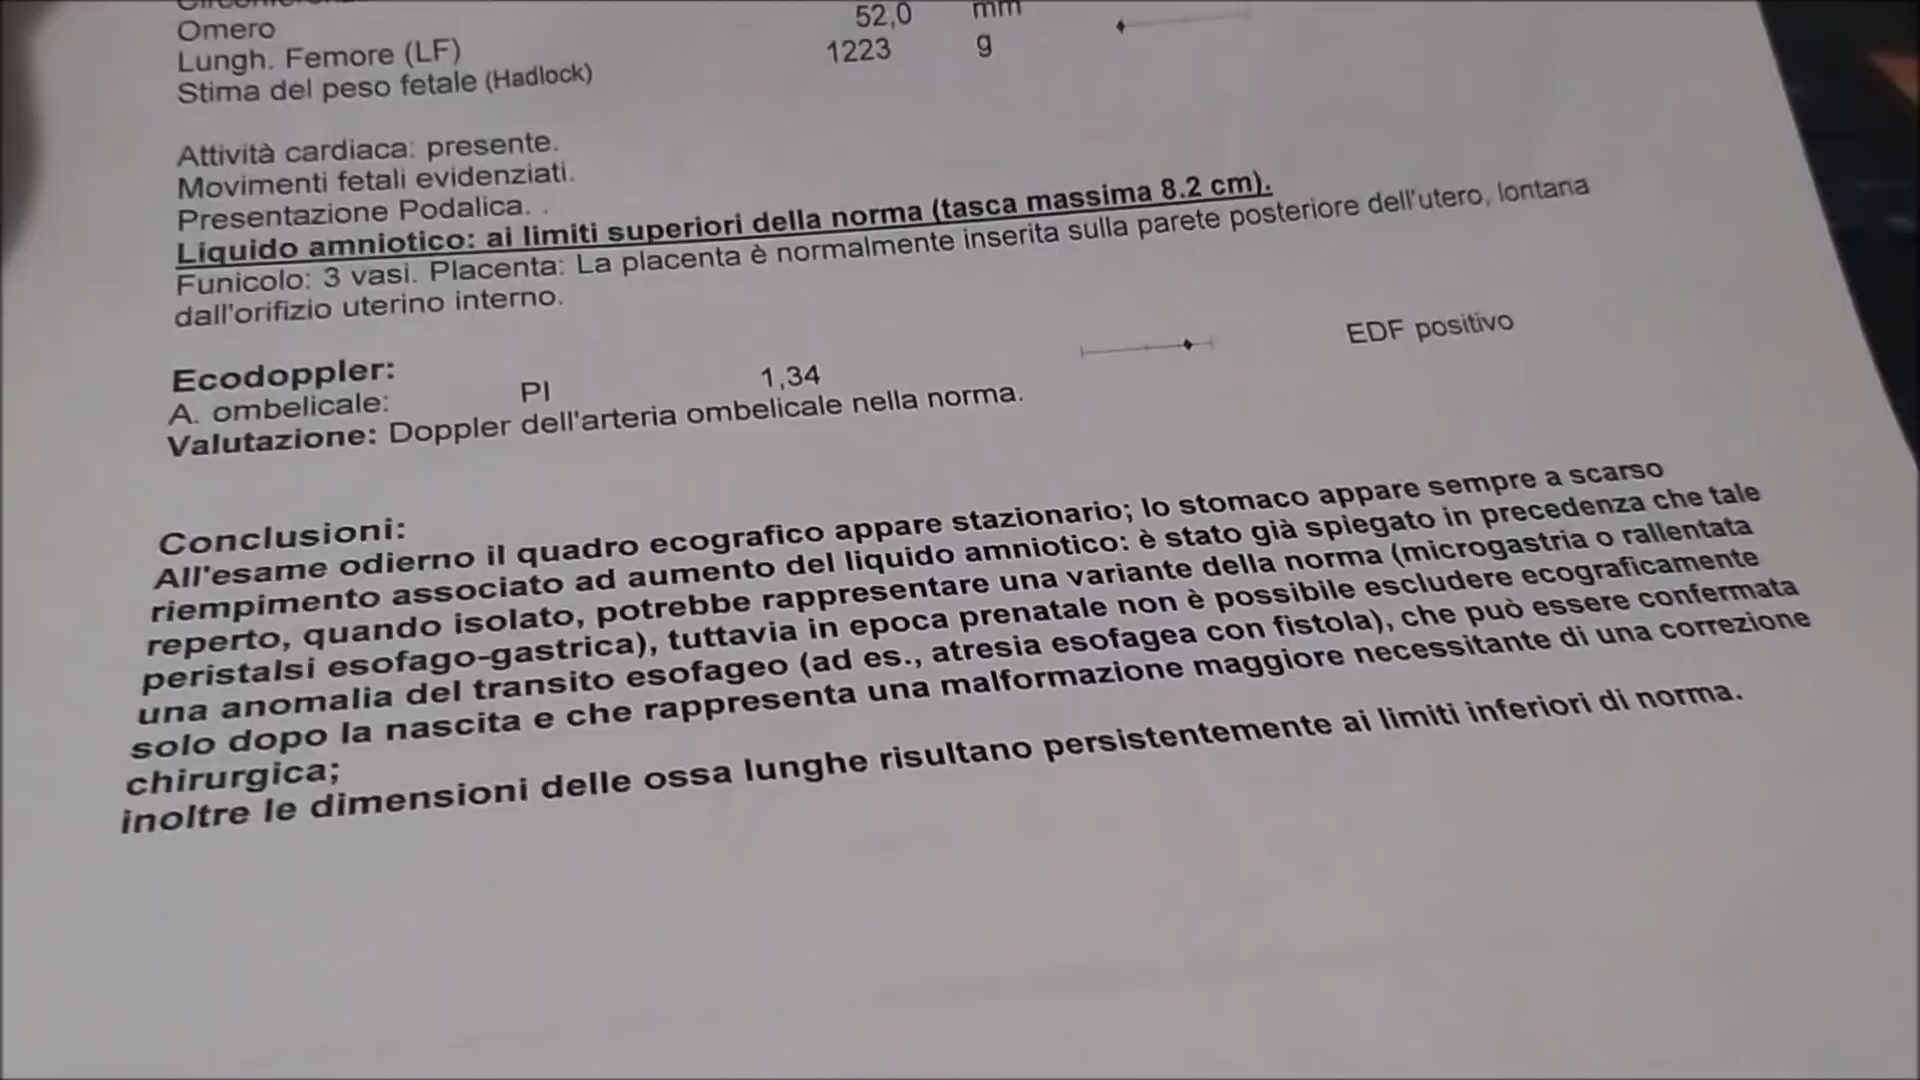 Omero
Lungh. Femore (LF) 52,0 mm
Stima del peso fetale (Hadlock) 1223 g
Attività cardiaca: presente.
Movimenti fetali evidenziati.
Presentazione Podalica. .
Liquido amniotico: ai limiti superiori della norma (tasca massima 8.2 cm).
Funicolo: 3 vasi. Placenta: La placenta è normalmente inserita sulla parete posteriore dell'utero, lontana
dall'orifizio uterino interno.
Ecodoppler:
A. ombelicale: PI 1,34 EDF positivo
Valutazione: Doppler dell'arteria ombelicale nella norma.
Conclusioni:
All'esame odierno il quadro ecografico appare stazionario; lo stomaco appare sempre a scarso
riempimento associato ad aumento del liquido amniotico: è stato già spiegato in precedenza che tale
reperto, quando isolato, potrebbe rappresentare una variante della norma (microgastria o rallentata
peristalsi esofago-gastrica), tuttavia in epoca prenatale non è possibile escludere ecograficamente
una anomalia del transito esofageo (ad es., atresia esofagea con fistola), che può essere confermata
solo dopo la nascita e che rappresenta una malformazione maggiore necessitante di una correzione
chirurgica;
inoltre le dimensioni delle ossa lunghe risultano persistentemente ai limiti inferiori di norma.